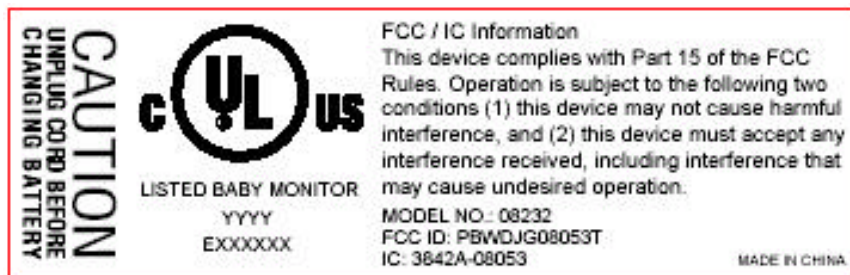 CAUTION
UNPLUG CORD BEFORE
CHANGING BATTERY
C UL US
LISTED BABY MONITOR
YYYY
EXXXXXX
FCC / IC Information
This device complies with Part 15 of the FCC
Rules. Operation is subject to the following two
conditions (1) this device may not cause harmful
interference, and (2) this device must accept any
interference received, including interference that
may cause undesired operation.
MODEL NO.: 08232
FCC ID: PBWDJG08053T
IC: 3842A-08053
MADE IN CHINA